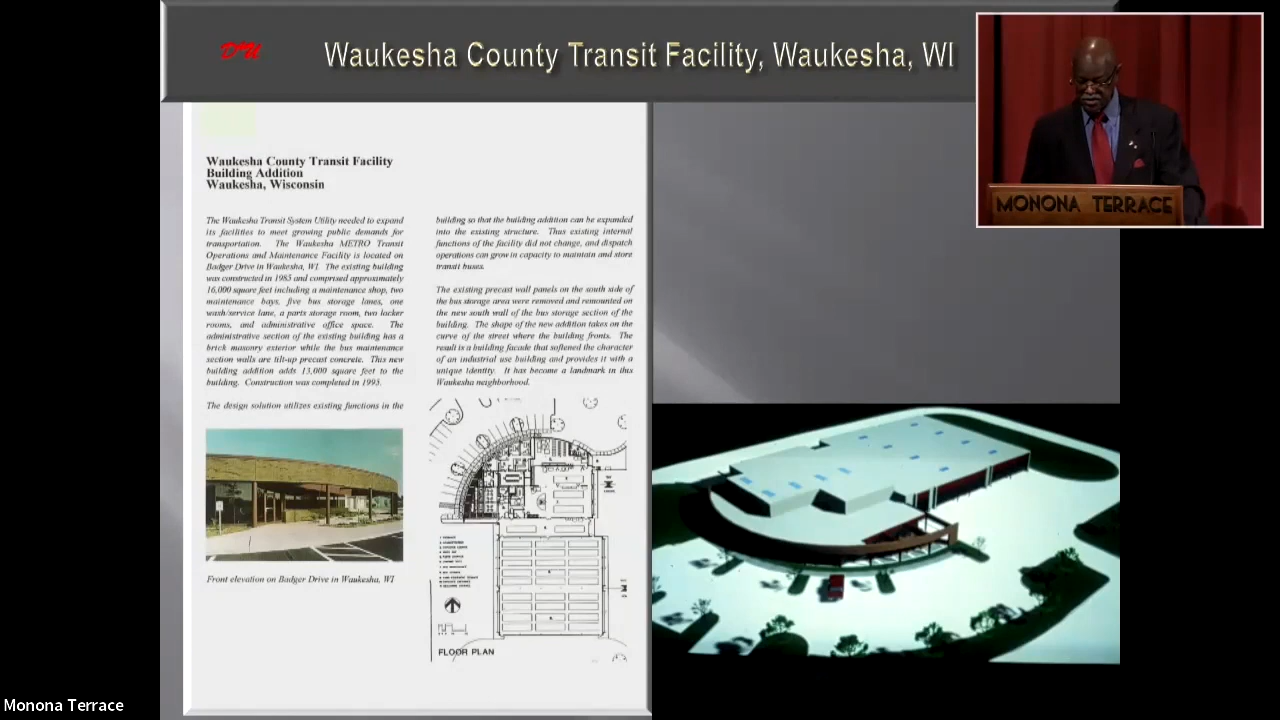 D'N
Waukesha County Transit Facility, Waukesha, WI
MONONA TERRACE
Waukesha County Transit Facility
Building Addition
Waukesha, Wisconsin
The Waukesha Transit System Utility needed to expand
its facilities to meet growing public demands for
transportation. The Waukesha METRO Transit
Operations and Maintenance Facility is located on
Badger Drive in Waukesha, WI. The existing building
was constructed in 1985 and comprised approximately
16,000 square feet including a maintenance shop, two
maintenance bays, five bus storage lanes, one
wash/service lane, a parts storage room, two locker
rooms, and administrative office space. The
administrative section of the existing building has a
brick masonry exterior while the bus maintenance
section walls are tilt-up precast concrete. This new
building addition adds 13,000 square feet to the
building. Construction was completed in 1995.
The design solution utilizes existing functions in the
building so that the building addition can be expanded
into the existing structure. Thus existing internal
functions of the facility did not change, and dispatch
operations can grow in capacity to maintain and store
transit buses.
The existing precast wall panels on the south side of
the bus storage area were removed and remounted on
the new south wall of the bus storage section of the
building. The shape of the new addition takes on the
curve of the street where the building fronts. The
result is a building facade that softened the character
of an industrial use building and provides it with a
unique identity. It has become a landmark in this
Waukesha neighborhood.
Front elevation on Badger Drive in Waukesha, WI
FLOOR PLAN
Monona Terrace